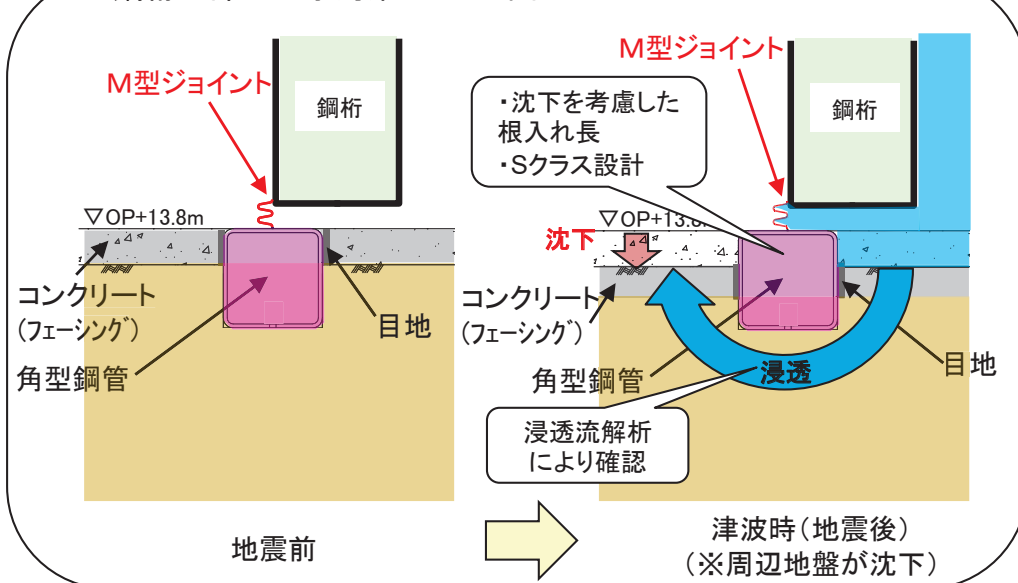 M型ジョイント
鋼桁
▽OP+13.8m
コンクリート
(フェーシング)
目地
角型鋼管
地震前
M型ジョイント
鋼桁
・沈下を考慮した
根入れ長
・Sクラス設計
▽OP+13.8m
沈下
コンクリート
(フェーシング)
目地
角型鋼管
浸透
浸透流解析
により確認
津波時(地震後)
(※周辺地盤が沈下)